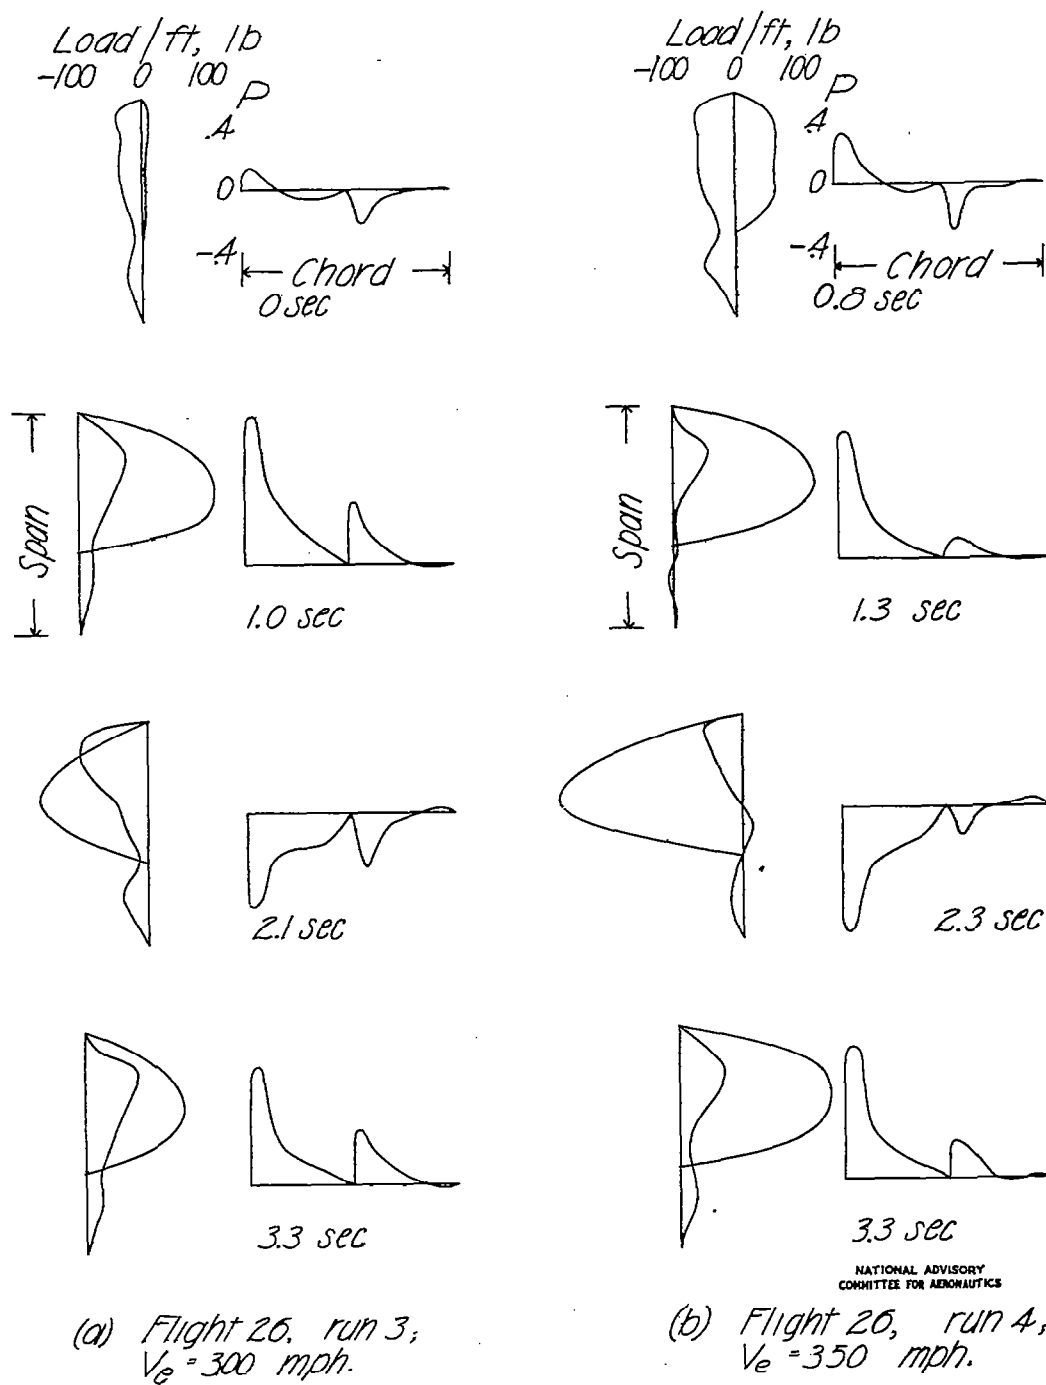 Load/ft, lb
-100 0 100
P
.4
0
-.4
Chord
0 sec
Span
1.0 sec
2.1 sec
3.3 sec
(a) Flight 26, run 3;
Ve = 300 mph.
Load/ft, lb
-100 0 100
P
.4
0
-.4
Chord
0.8 sec
Span
1.3 sec
2.3 sec
3.3 sec
NATIONAL ADVISORY
COMMITTEE FOR AERONAUTICS
(b) Flight 26, run 4;
Ve = 350 mph.